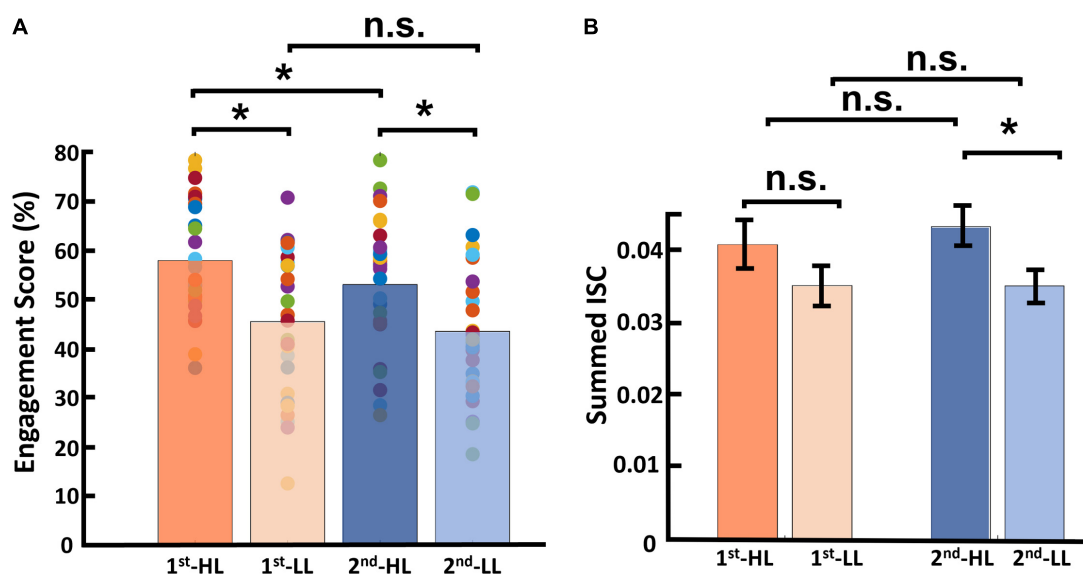 A
n.s.
*
*
*
Engagement Score (%)
80
70
60
50
40
30
20
10
0
1st-HL
1st-LL
2nd-HL
2nd-LL
B
n.s.
n.s.
*
n.s.
Summed ISC
0.04
0.03
0.02
0.01
0
1st-HL
1st-LL
2nd-HL
2nd-LL